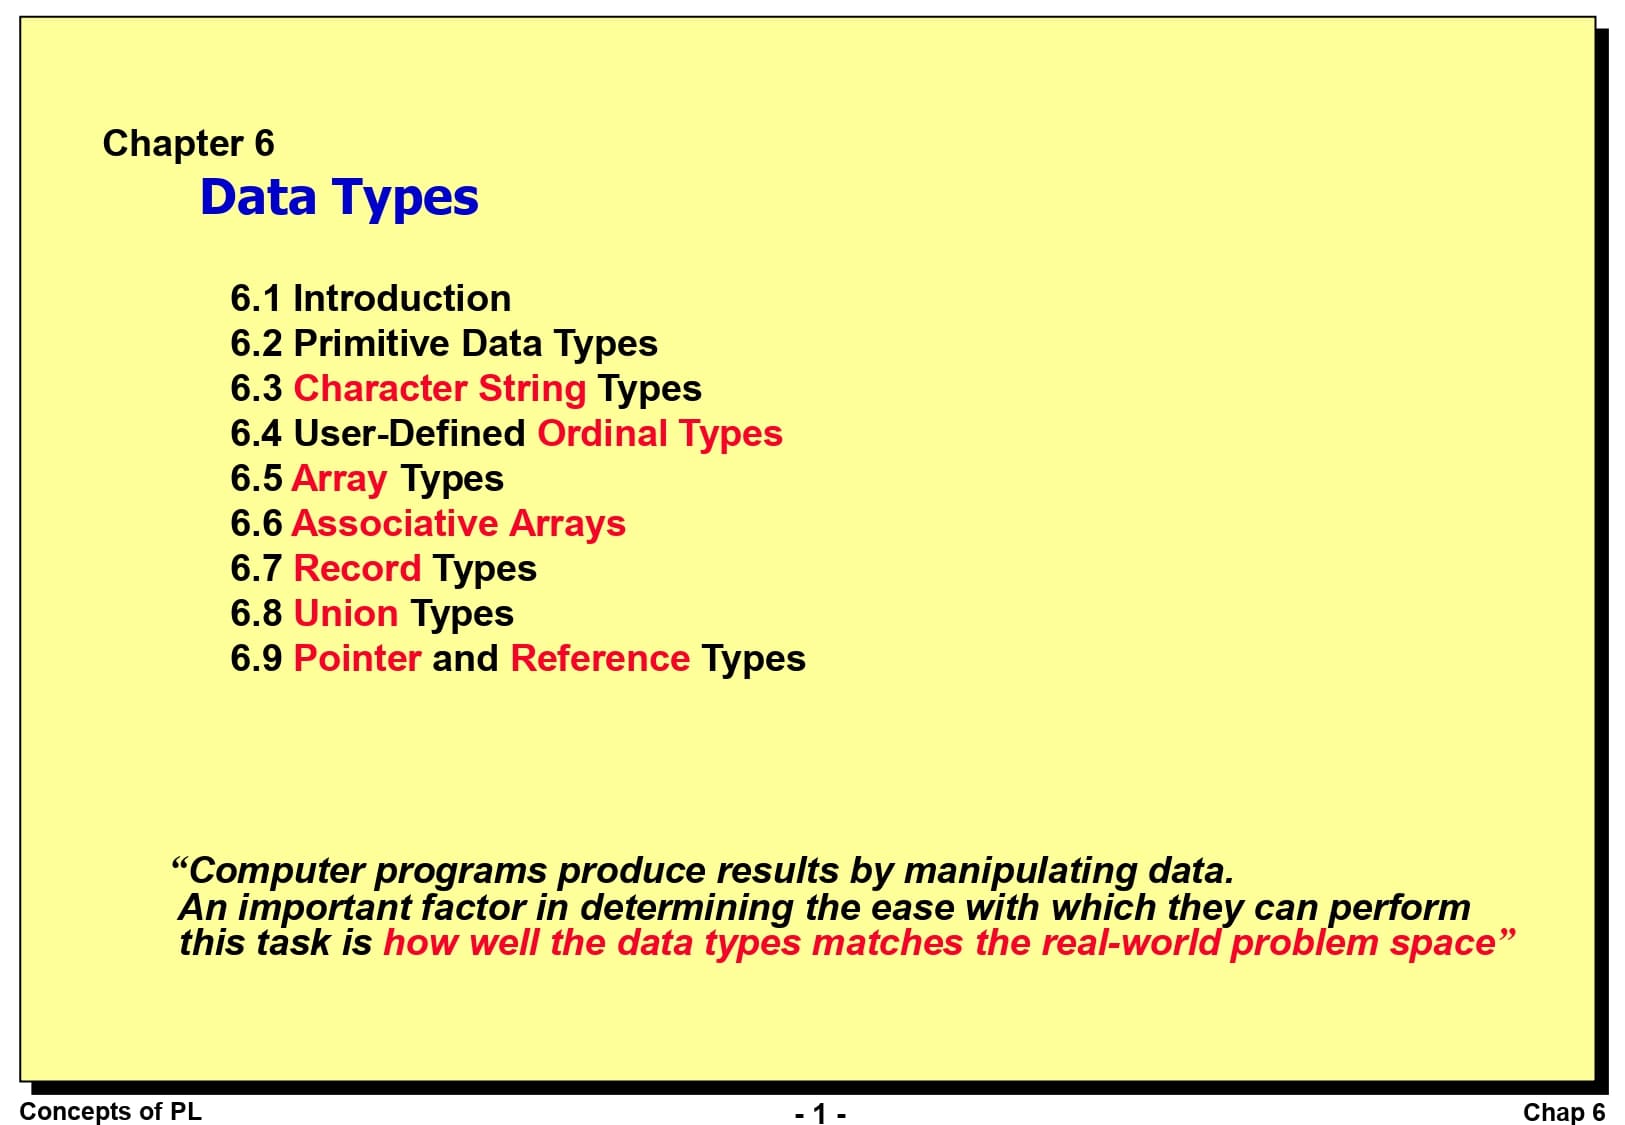 Chapter 6
Data Types
6.1 Introduction
6.2 Primitive Data Types
6.3 Character String Types
6.4 User-Defined Ordinal Types
6.5 Array Types
6.6 Associative Arrays
6.7 Record Types
6.8 Union Types
6.9 Pointer and Reference Types
“Computer programs produce results by manipulating data.
An important factor in determining the ease with which they can perform
this task is how well the data types matches the real-world problem space”
Concepts of PL
- 1 -
Chap 6